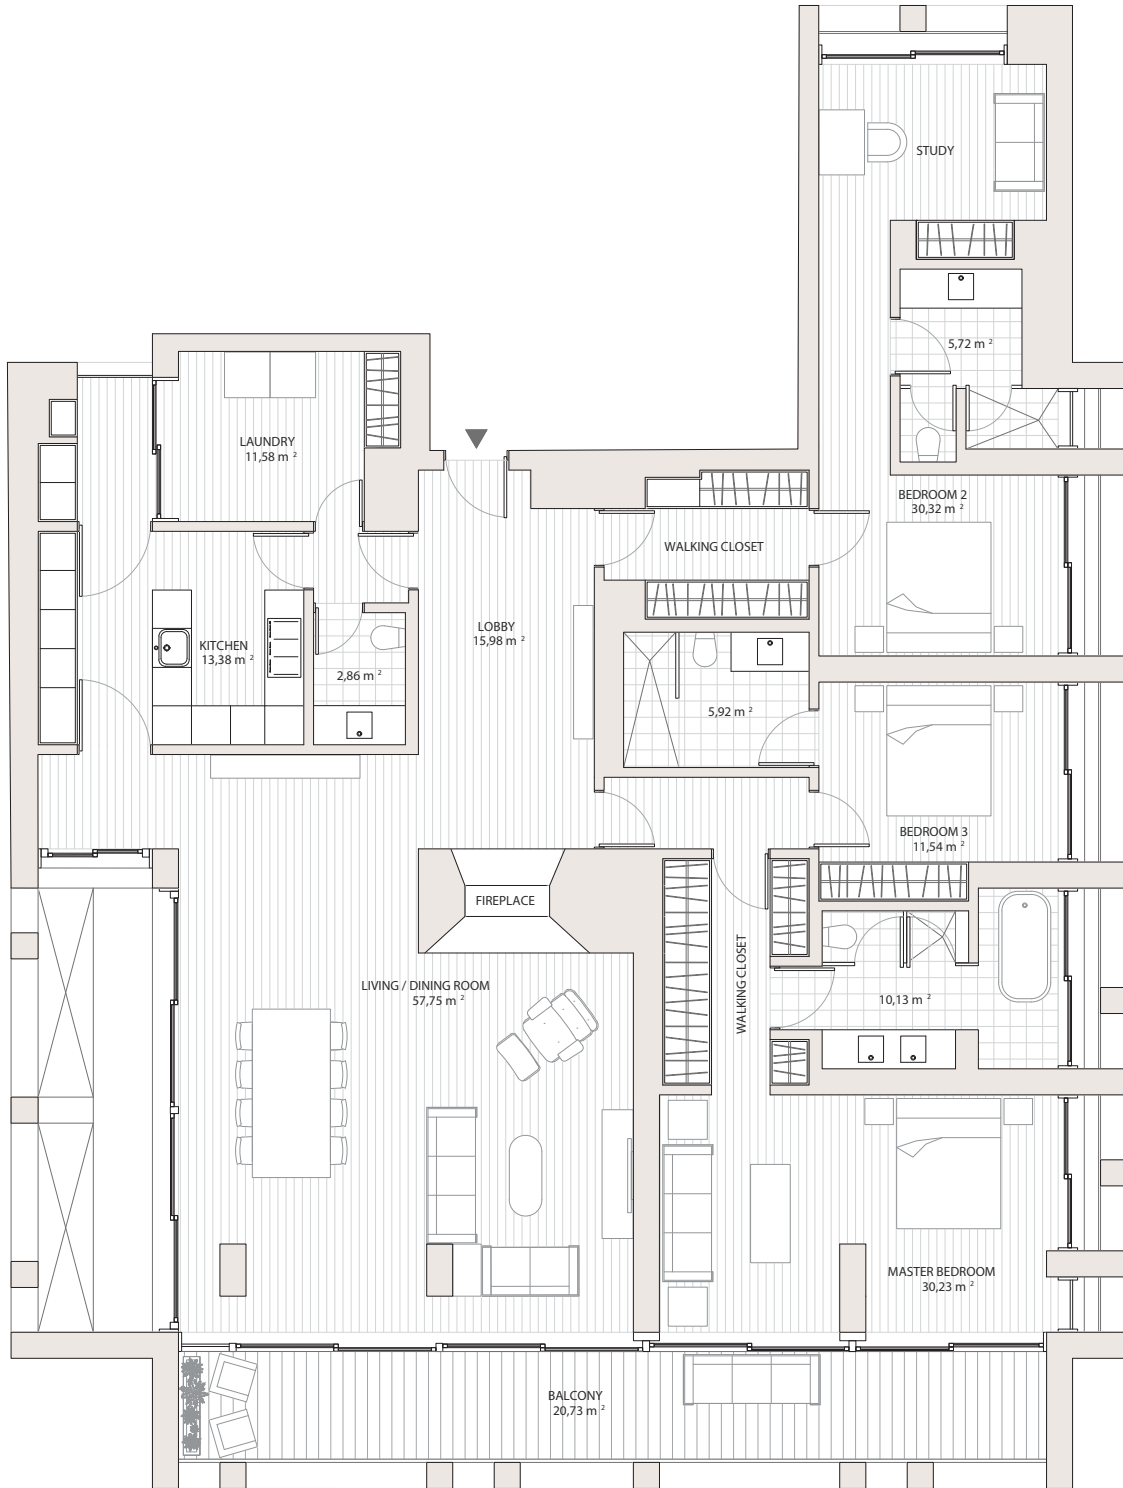 STUDY
5,72 m ²
LAUNDRY
11,58 m ²
BEDROOM 2
30,32 m ²
WALKING CLOSET
LOBBY
15,98 m ²
KITCHEN
13,38 m ²
2,86 m ²
5,92 m ²
BEDROOM 3
11,54 m ²
FIREPLACE
WALKING CLOSET
LIVING / DINING ROOM
57,75 m ²
10,13 m ²
MASTER BEDROOM
30,23 m ²
BALCONY
20,73 m ²